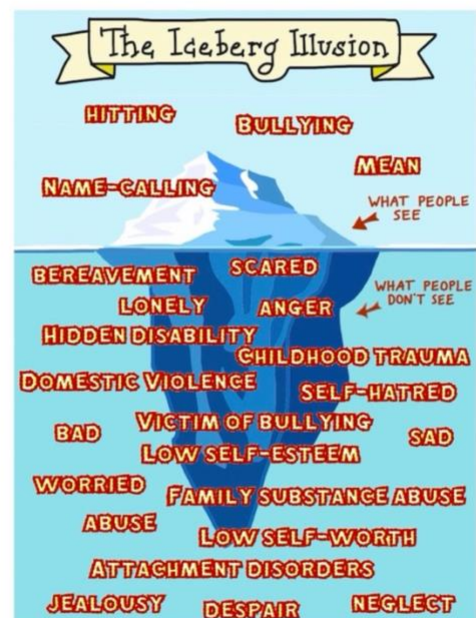 The Iceberg Illusion
HITTING
BULLYING
MEAN
NAME-CALLING
WHAT PEOPLE
SEE
BEREAVEMENT
SCARED
WHAT PEOPLE
DON'T SEE
LONELY
ANGER
HIDDEN DISABILITY
CHILDHOOD TRAUMA
DOMESTIC VIOLENCE
SELF-HATRED
VICTIM OF BULLYING
BAD
SAD
LOW SELF-ESTEEM
WORRIED
FAMILY SUBSTANCE ABUSE
ABUSE
LOW SELF-WORTH
ATTACHMENT DISORDERS
JEALOUSY
DESPAIR
NEGLECT